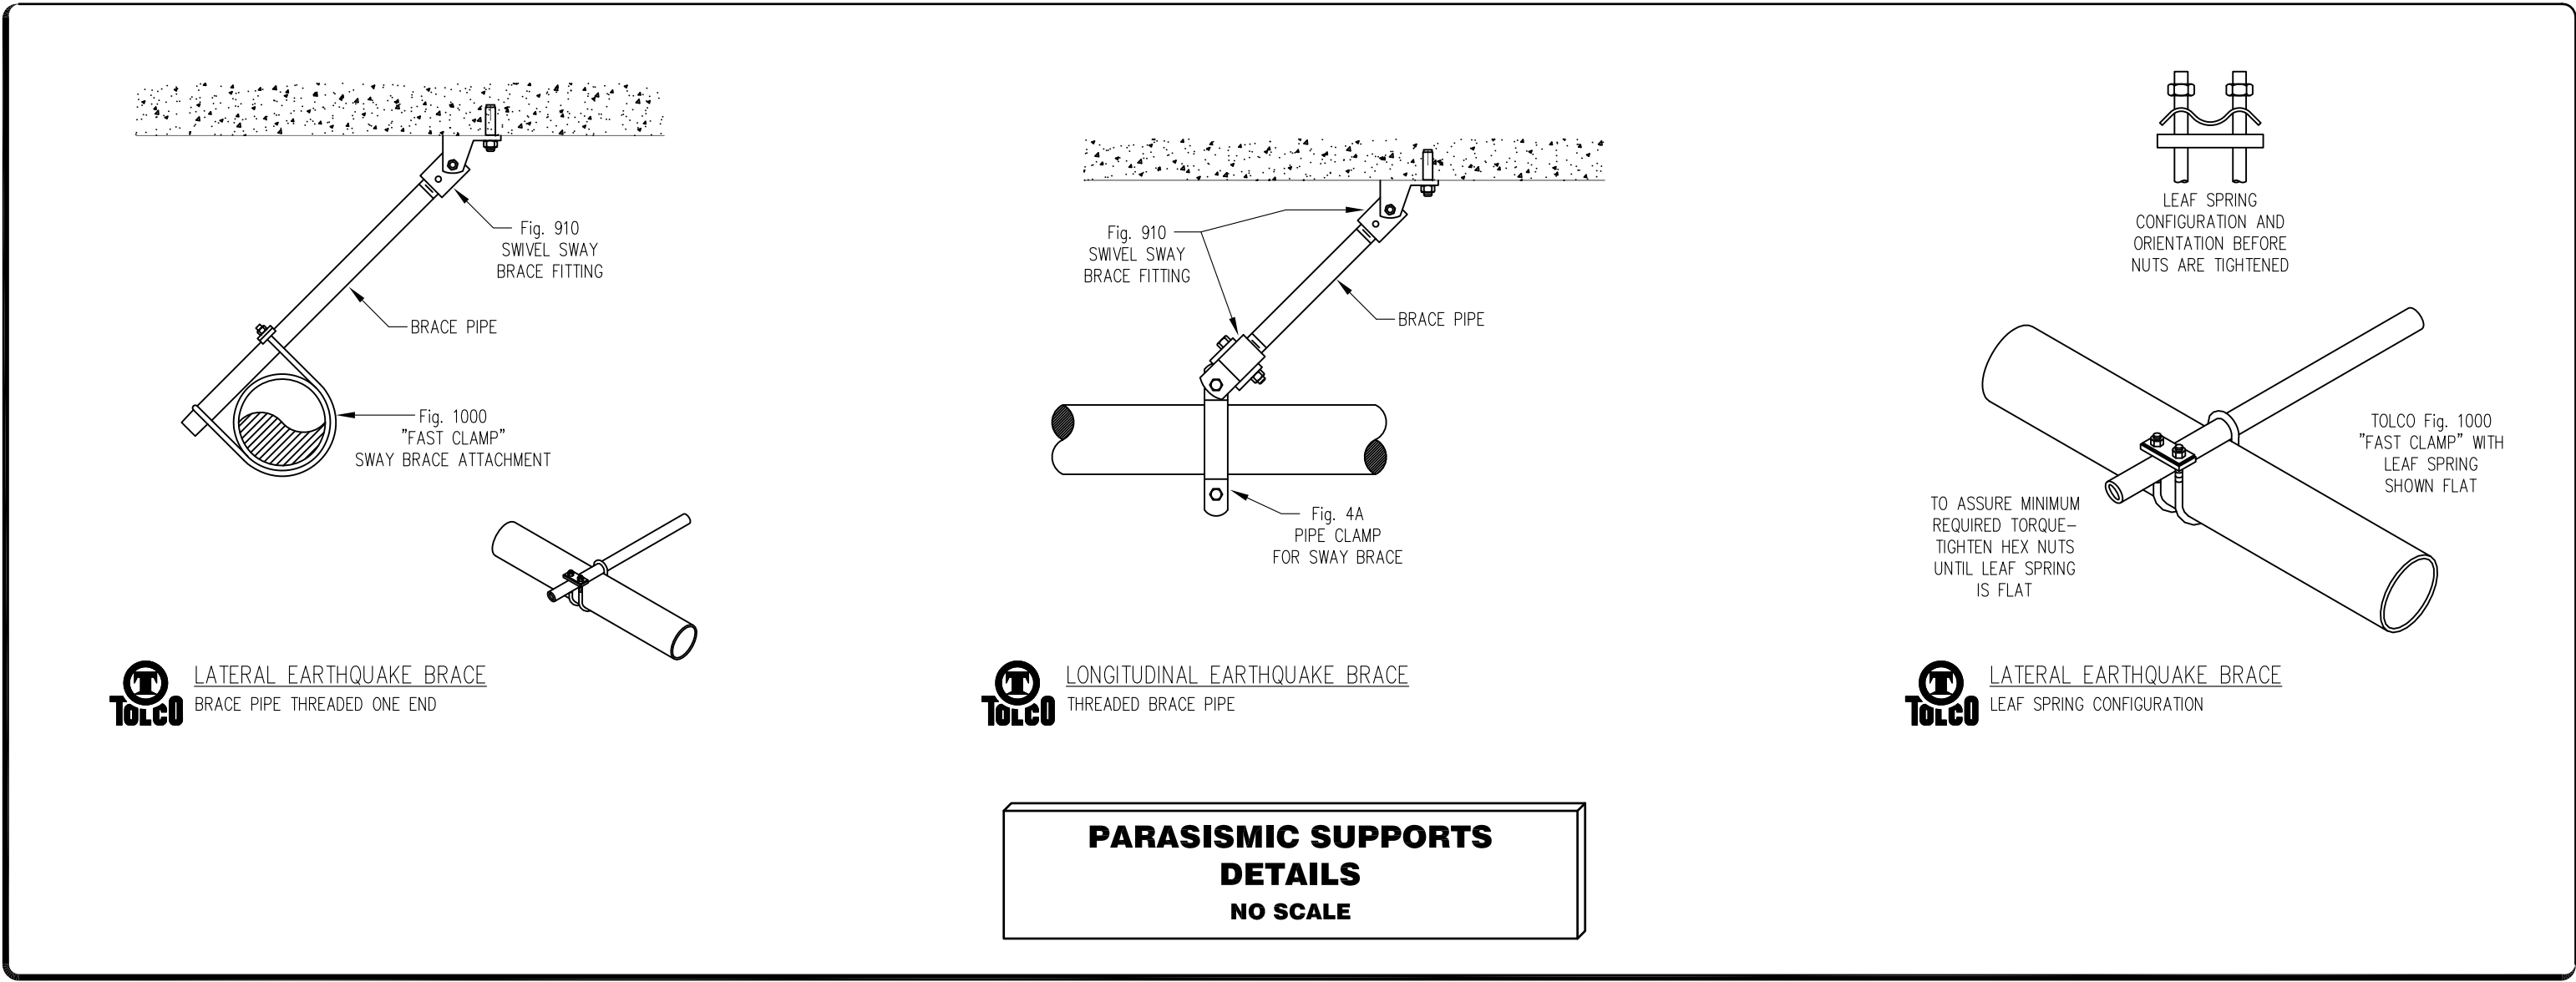 Fig. 910
SWIVEL SWAY
BRACE FITTING
BRACE PIPE
Fig. 1000
"FAST CLAMP"
SWAY BRACE ATTACHMENT
T
TOLCO
LATERAL EARTHQUAKE BRACE
BRACE PIPE THREADED ONE END
Fig. 910
SWIVEL SWAY
BRACE FITTING
BRACE PIPE
Fig. 4A
PIPE CLAMP
FOR SWAY BRACE
T
TOLCO
LONGITUDINAL EARTHQUAKE BRACE
THREADED BRACE PIPE
LEAF SPRING
CONFIGURATION AND
ORIENTATION BEFORE
NUTS ARE TIGHTENED
TOLCO Fig. 1000
"FAST CLAMP" WITH
LEAF SPRING
SHOWN FLAT
TO ASSURE MINIMUM
REQUIRED TORQUE-
TIGHTEN HEX NUTS
UNTIL LEAF SPRING
IS FLAT
T
TOLCO
LATERAL EARTHQUAKE BRACE
LEAF SPRING CONFIGURATION
PARASISMIC SUPPORTS
DETAILS
NO SCALE